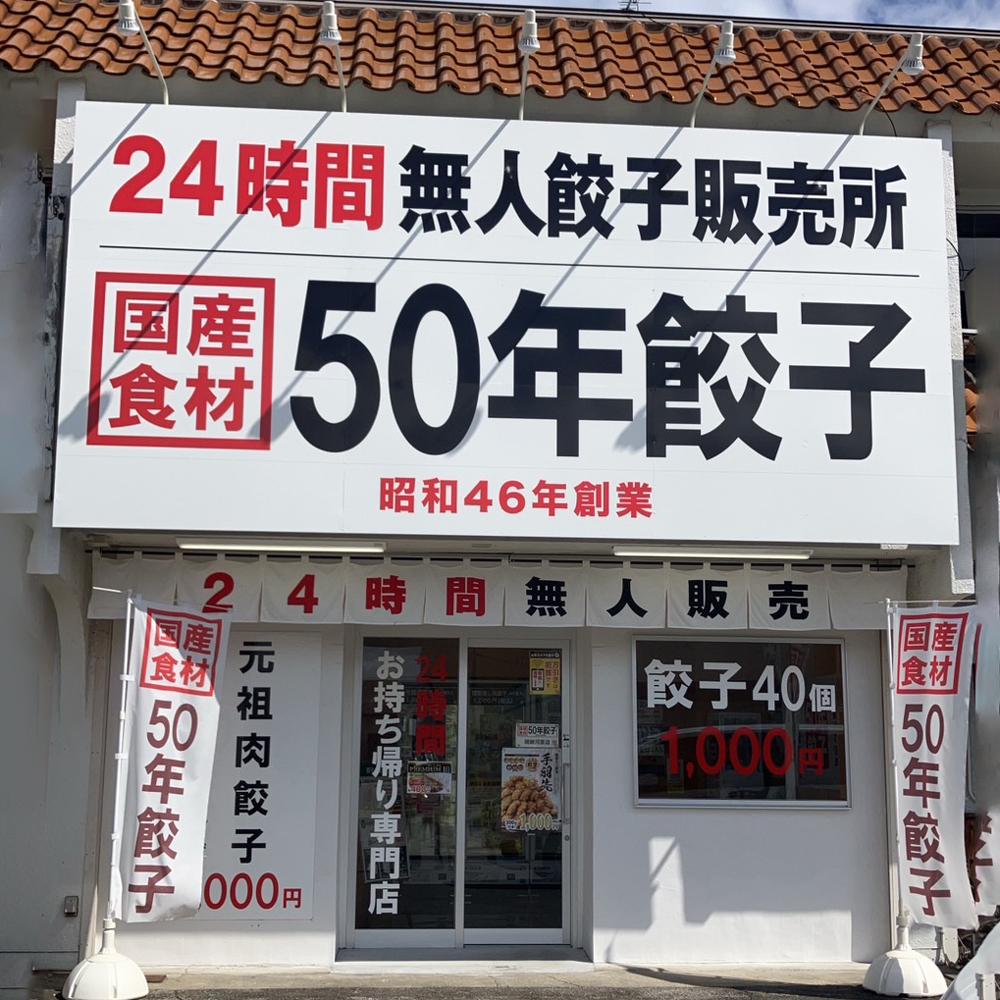 24時間無人餃子販売所
国産
食材
50年餃子
昭和46年創業
24時間無人販売
国産
食材
50年餃子
元祖肉餃子
000円
24時間
お持ち帰り専門店
50年餃子
手羽先
1,000円
PREMIUM
餃子40個
1,000円
国産
食材
50年餃子